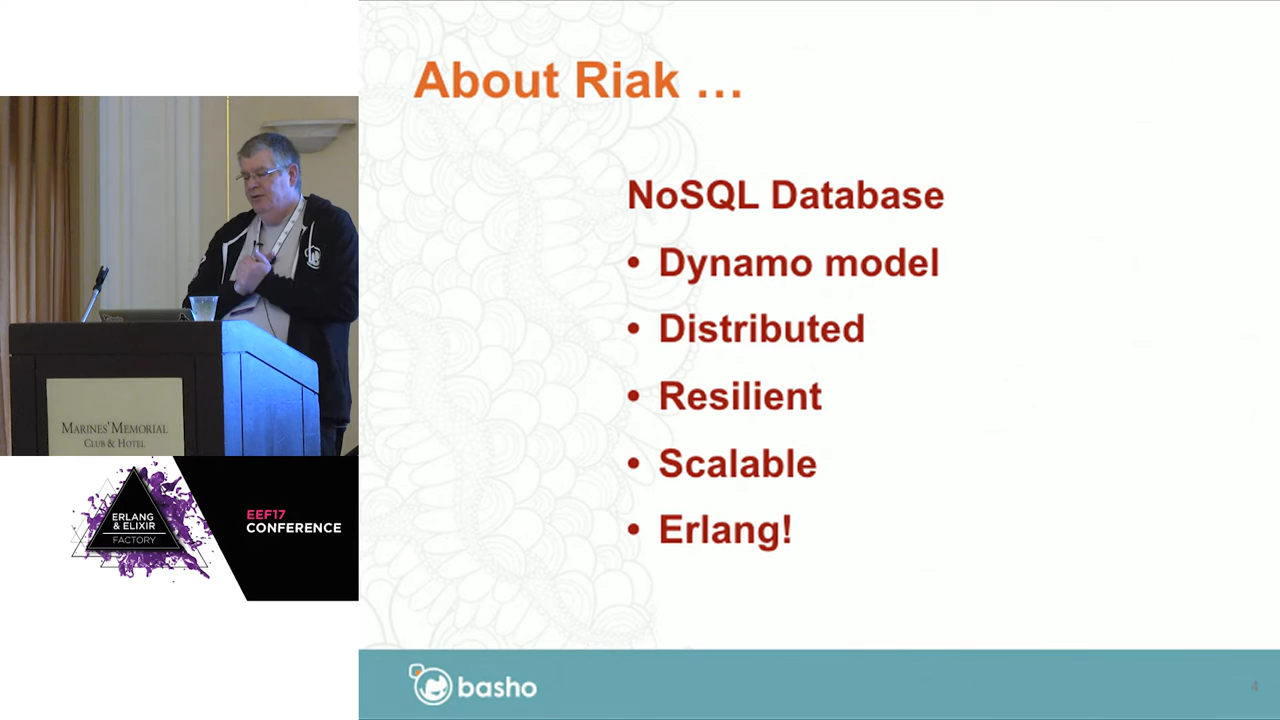 About Riak …
NoSQL Database
• Dynamo model
• Distributed
• Resilient
• Scalable
• Erlang!
basho
4
MARINES' MEMORIAL
CLUB & HOTEL
ERLANG
& ELIXIR
FACTORY
EEF17
CONFERENCE